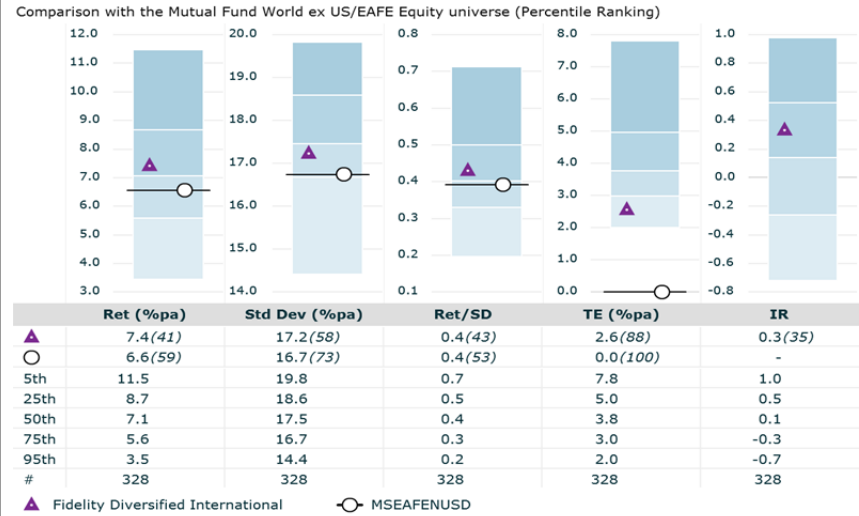 Comparison with the Mutual Fund World ex US/EAFE Equity universe (Percentile Ranking)
12.0 20.0 0.8 8.0 1.0
11.0 19.0 0.7 7.0 0.8
10.0 18.0 0.6 6.0 0.6
9.0 17.0 0.5 5.0 0.4
8.0 16.0 0.4 4.0 0.2
7.0 15.0 0.3 3.0 0.0
6.0 14.0 0.2 2.0 -0.2
5.0 0.1 1.0 -0.4
4.0 0.0 -0.6
3.0 -0.8
Ret (%pa) Std Dev (%pa) Ret/SD TE (%pa) IR
7.4(41) 17.2(58) 0.4(43) 2.6(88) 0.3(35)
6.6(59) 16.7(73) 0.4(53) 0.0(100) -
5th 11.5 19.8 0.7 7.8 1.0
25th 8.7 18.6 0.5 5.0 0.5
50th 7.1 17.5 0.4 3.8 0.1
75th 5.6 16.7 0.3 3.0 -0.3
95th 3.5 14.4 0.2 2.0 -0.7
# 328 328 328 328 328
Fidelity Diversified International MSEAFENUSD